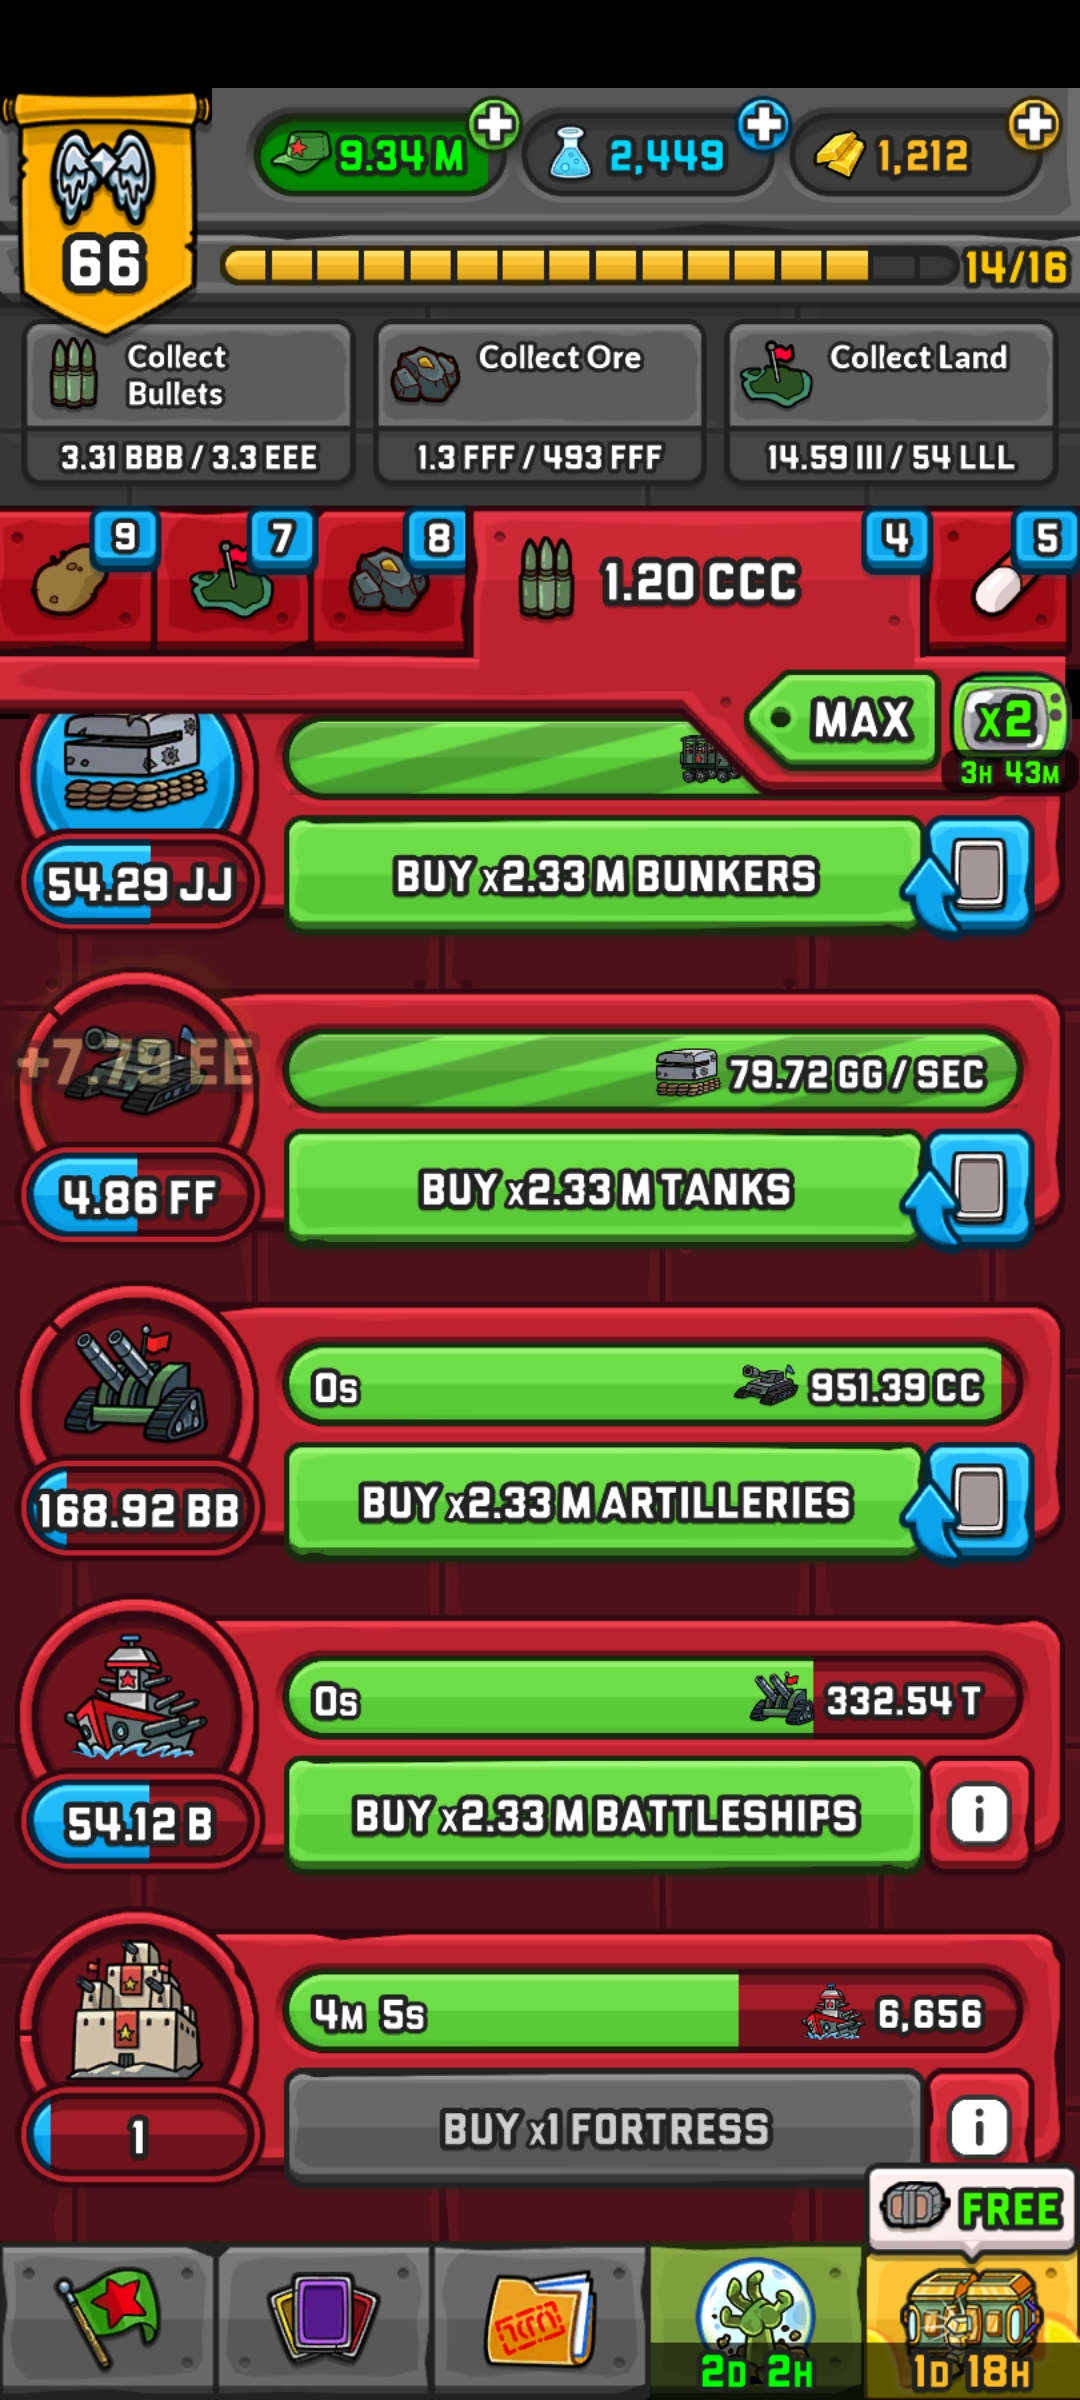 9.34 M
2,449
1,212
66
14/16
Collect
Bullets
Collect Ore
Collect Land
3.31 BBB / 3.3 EEE
1.3 FFF / 493 FFF
14.59 III / 54 LLL
9
7
8
1.20 CCC
4
5
MAX
x2
3H 43M
54.29 JJ
BUY x2.33 M BUNKERS
+7.79 EE
79.72 GG / SEC
4.86 FF
BUY x2.33 M TANKS
0s
951.39 CC
168.92 BB
BUY x2.33 M ARTILLERIES
0s
332.54 T
54.12 B
BUY x2.33 M BATTLESHIPS
i
4M 5s
6,656
1
BUY x1 FORTRESS
i
FREE
2D 2H
1D 18H